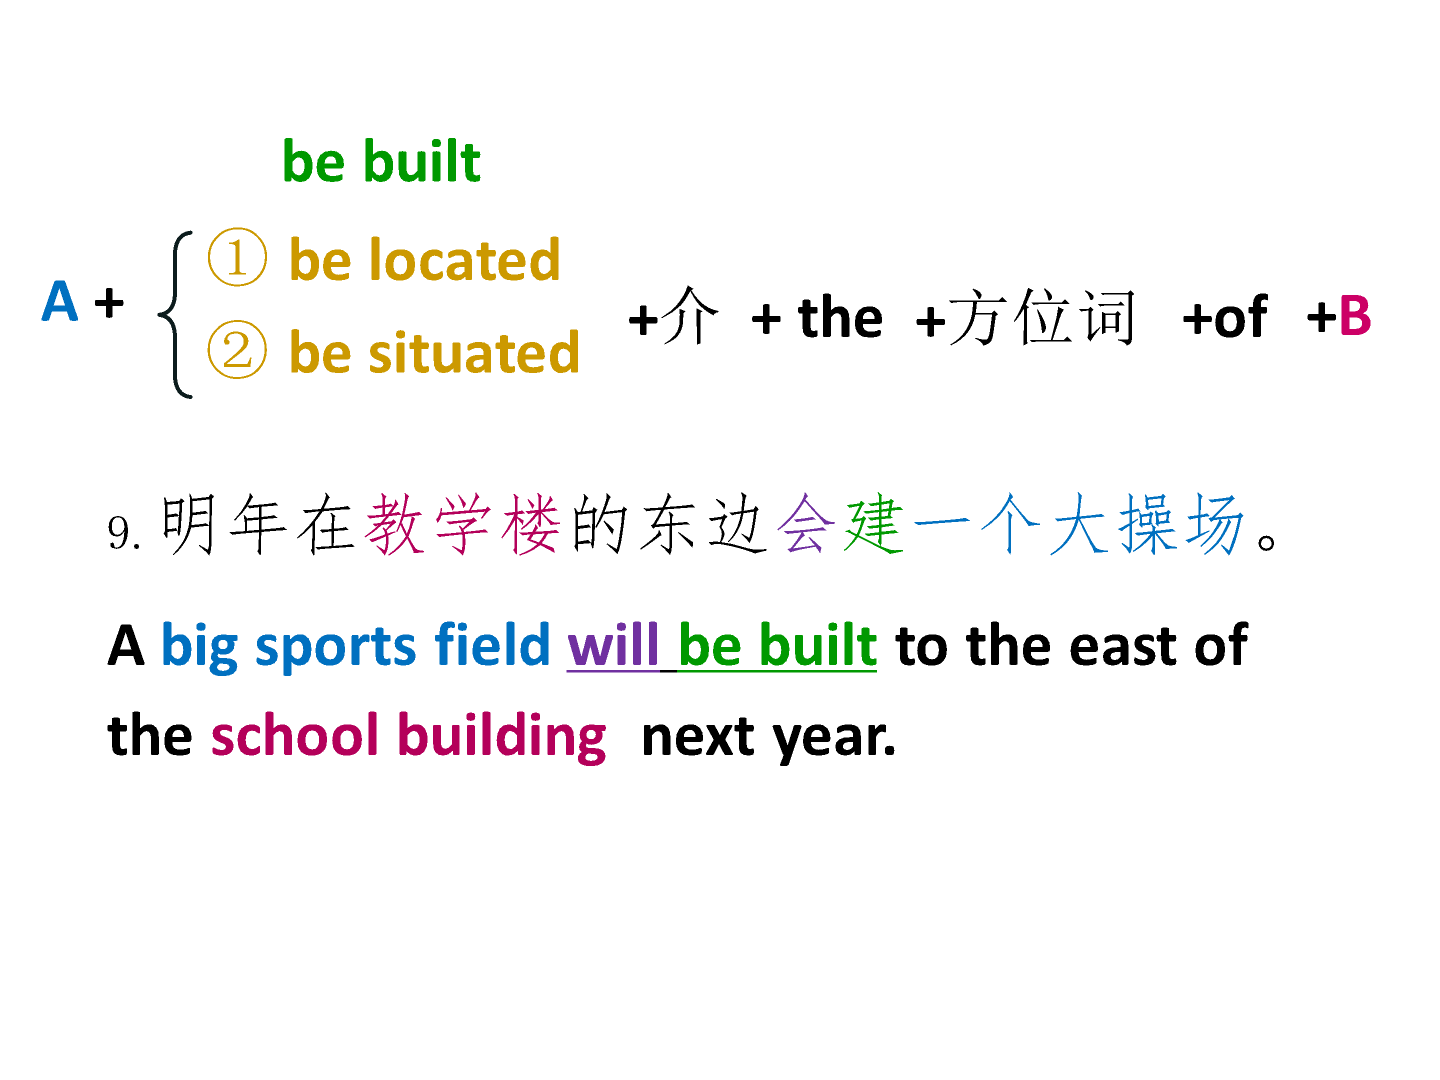 be built
① be located
② be situated
A + +介 + the +方位词 +of +B
9. 明年在教学楼的东边会建一个大操场。
A big sports field will be built to the east of
the school building next year.